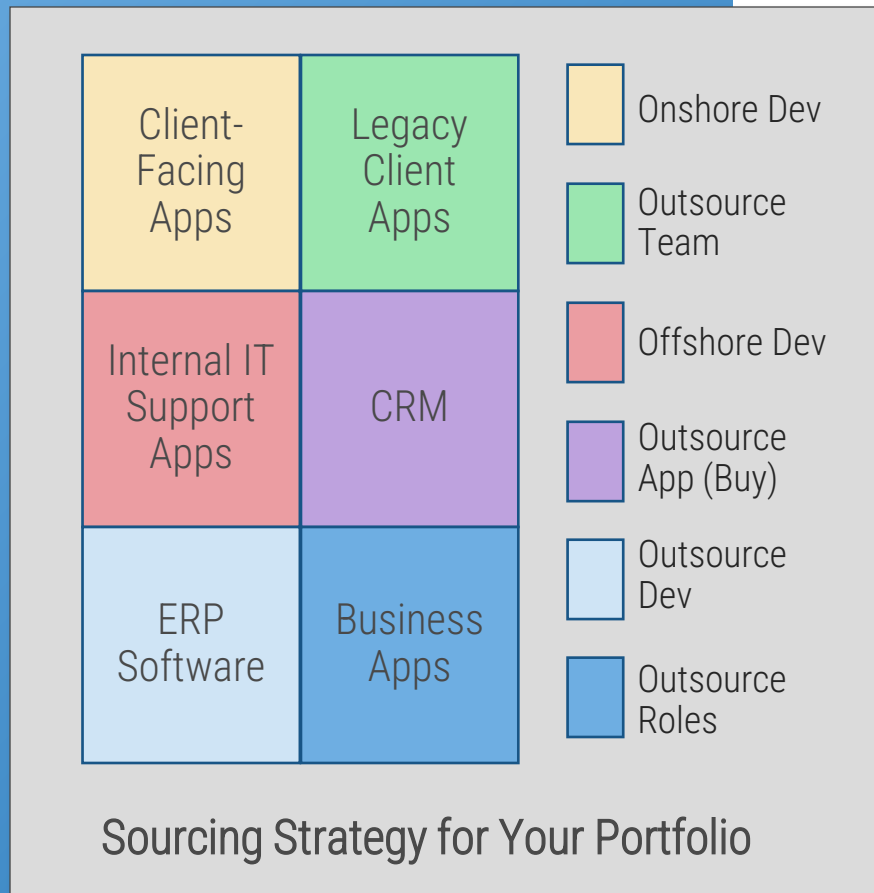 Client-
Facing
Apps
Legacy
Client
Apps
Internal IT
Support
Apps
CRM
ERP
Software
Business
Apps
Onshore Dev
Outsource
Team
Offshore Dev
Outsource
App (Buy)
Outsource
Dev
Outsource
Roles
Sourcing Strategy for Your Portfolio